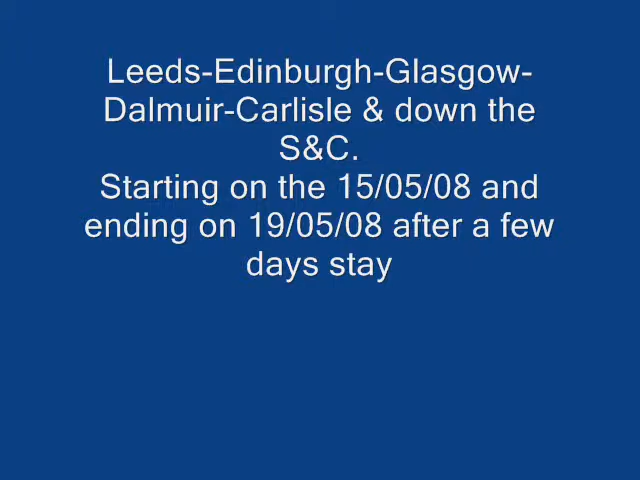 Leeds-Edinburgh-Glasgow-
Dalmuir-Carlisle & down the
S&C.
Starting on the 15/05/08 and
ending on 19/05/08 after a few
days stay